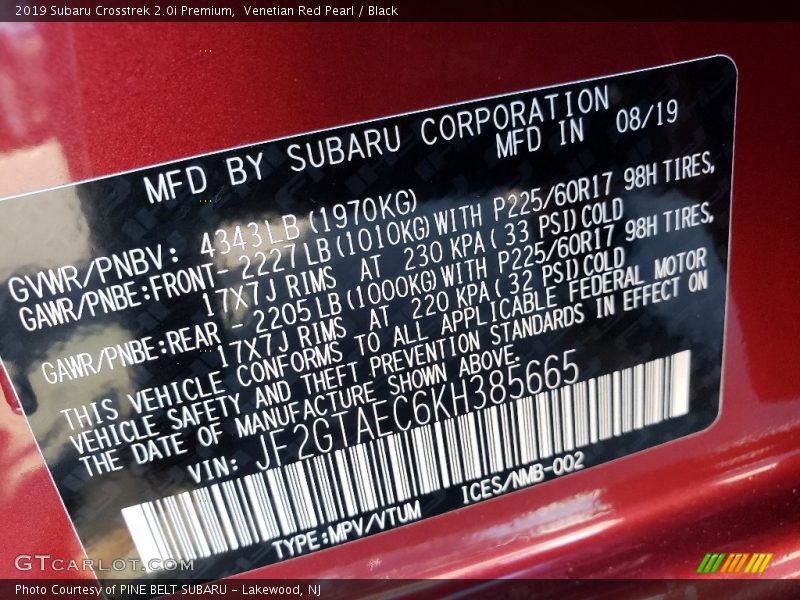 2019 Subaru Crosstrek 2.0i Premium,  Venetian Red Pearl / Black
MFD BY SUBARU CORPORATION
MFD IN 08/19
GVWR/PNBV: 4343LB (1970KG)
GAWR/PNBE:FRONT- 2227 LB (1010KG) WITH P225/60R17 98H TIRES,
17X7J RIMS AT 230 KPA ( 33 PSI) COLD
GAWR/PNBE:REAR - 2205 LB (1000KG) WITH P225/60R17 98H TIRES,
17X7J RIMS AT 220 KPA ( 32 PSI) COLD
THIS VEHICLE CONFORMS TO ALL APPLICABLE FEDERAL MOTOR
VEHICLE SAFETY AND THEFT PREVENTION STANDARDS IN EFFECT ON
THE DATE OF MANUFACTURE SHOWN ABOVE.
VIN: JF2GTAEC6KH385665
TYPE:MPV/VTUM ICES/NMB-002
GTCARLOT.COM
Photo Courtesy of PINE BELT SUBARU - Lakewood, NJ